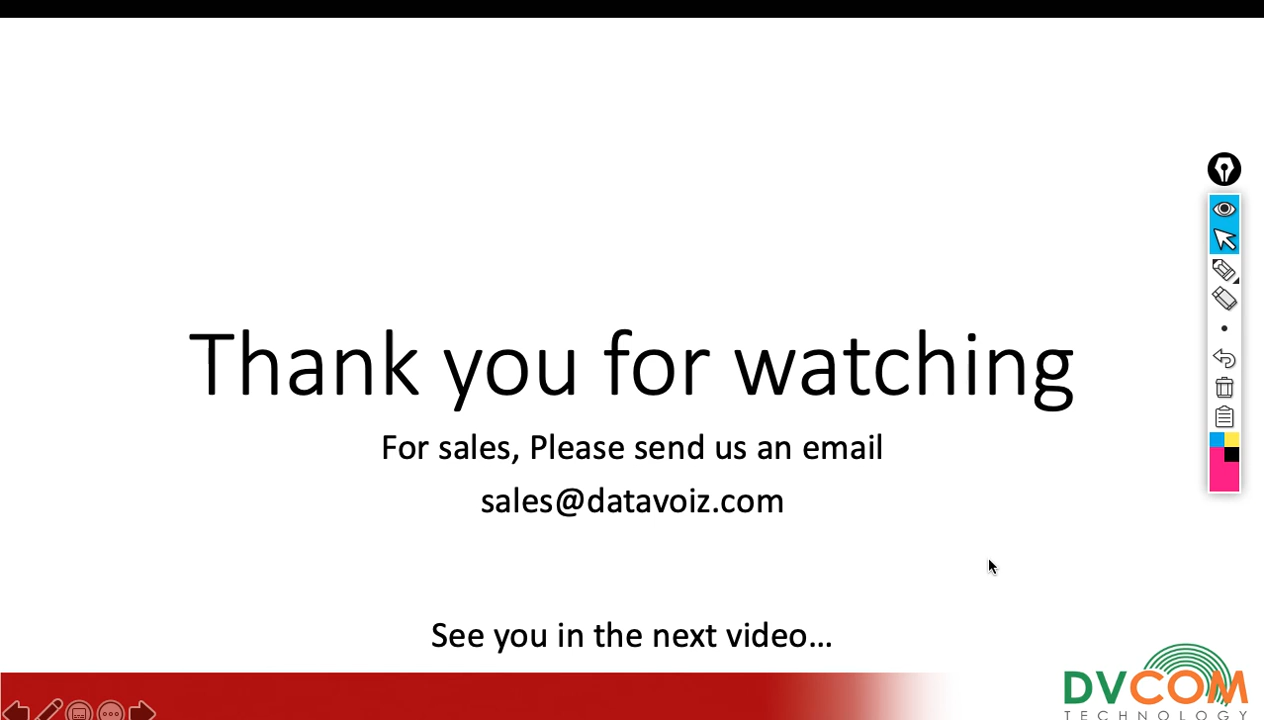 Thank you for watching
For sales, Please send us an email
sales@datavoiz.com
See you in the next video...
DVCOM
TECHNOLOGY